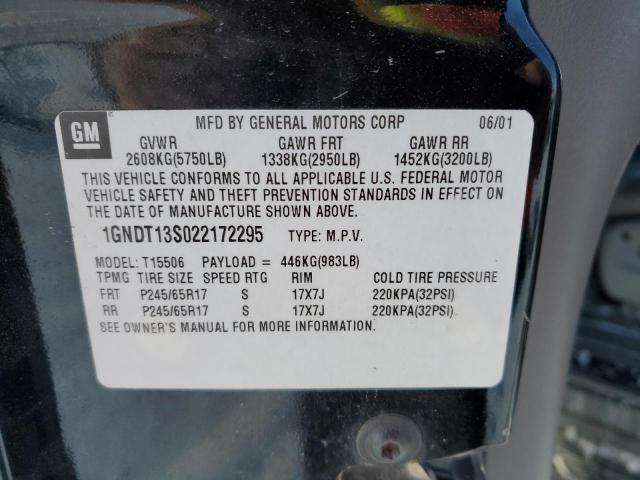 GM
MFD BY GENERAL MOTORS CORP 06/01
GVWR GAWR FRT GAWR RR
2608KG(5750LB) 1338KG(2950LB) 1452KG(3200LB)
THIS VEHICLE CONFORMS TO ALL APPLICABLE U.S. FEDERAL MOTOR
VEHICLE SAFETY AND THEFT PREVENTION STANDARDS IN EFFECT ON
THE DATE OF MANUFACTURE SHOWN ABOVE.
1GNDT13S022172295 TYPE: M.P.V.
MODEL: T15506 PAYLOAD = 446KG(983LB)
TPMG TIRE SIZE SPEED RTG RIM COLD TIRE PRESSURE
FRT P245/65R17 S 17X7J 220KPA(32PSI)
RR P245/65R17 S 17X7J 220KPA(32PSI)
SEE OWNER'S MANUAL FOR MORE INFORMATION.